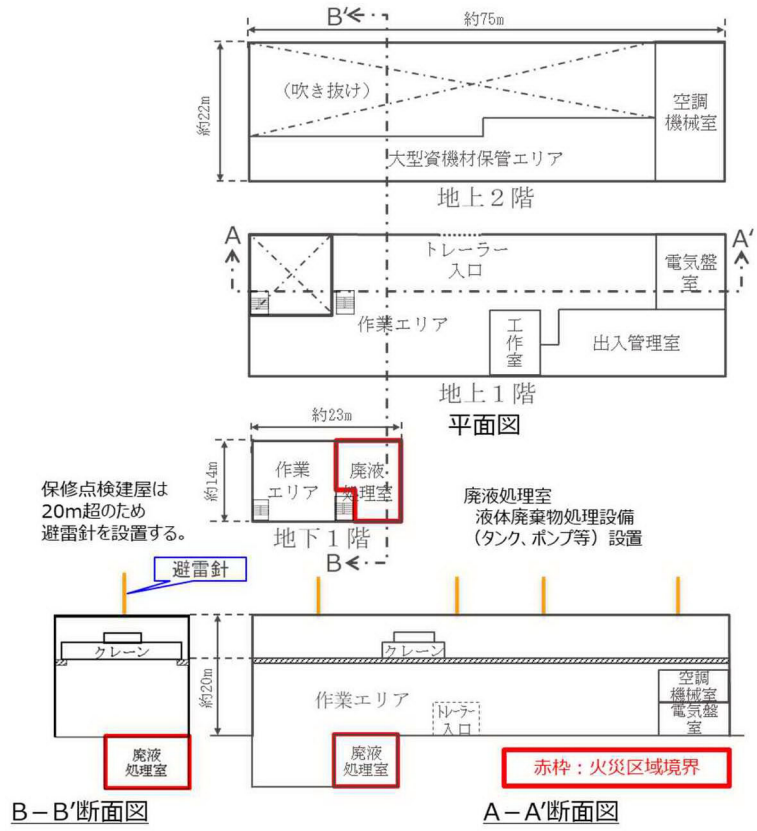 B′
約75m
約22m
(吹き抜け)
空調
機械室
大型資機材保管エリア
地上２階
A
A′
トレーラー
入口
電気盤
室
作業エリア
工
作
室
出入管理室
地上１階
平面図
約23m
約14m
作業
エリア
廃液
処理室
地下１階
B
保修点検建屋は
20m超のため
避雷針を設置する。
廃液処理室
液体廃棄物処理設備
（タンク、ポンプ等）設置
避雷針
クレーン
クレーン
約20m
作業エリア
トレーラー
入口
空調
機械室
電気盤
室
廃液
処理室
廃液
処理室
赤枠：火災区域境界
B－B′断面図
A－A′断面図